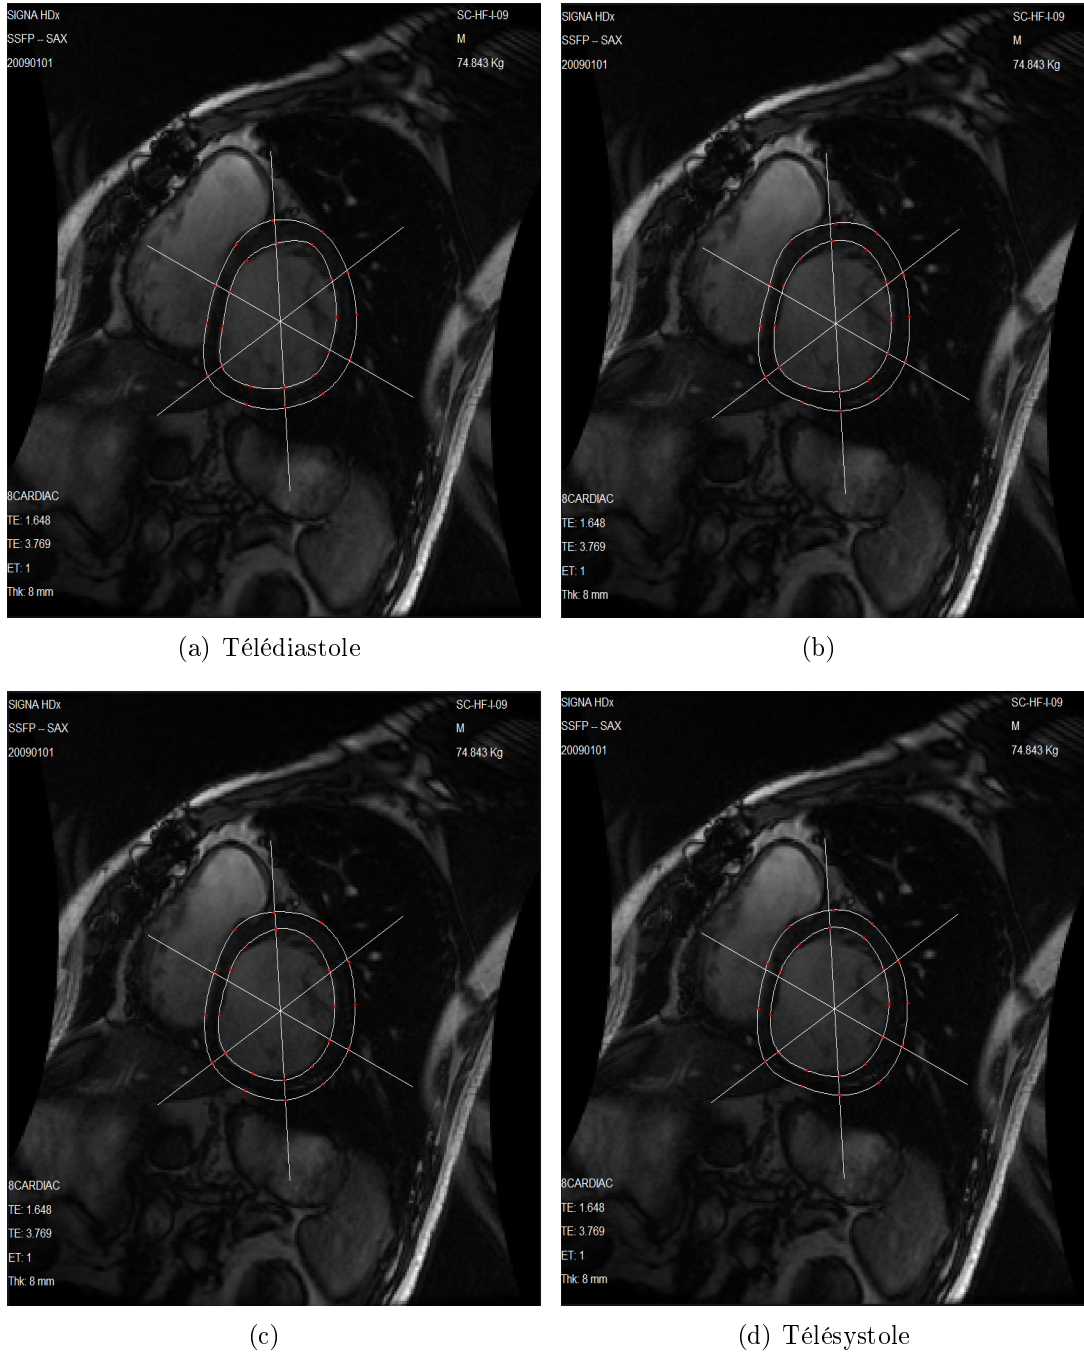 SIGNA HDx
SC-HF-I-09
SSFP -- SAX
M
20090101
74.843 Kg
8CARDIAC
TE: 1.648
TE: 3.769
ET: 1
Thk: 8 mm
(a) Télédiastole
SIGNA HDx
SC-HF-I-09
SSFP -- SAX
M
20090101
74.843 Kg
8CARDIAC
TE: 1.648
TE: 3.769
ET: 1
Thk: 8 mm
(b)
SIGNA HDx
SC-HF-I-09
SSFP -- SAX
M
20090101
74.843 Kg
8CARDIAC
TE: 1.648
TE: 3.769
ET: 1
Thk: 8 mm
(c)
SIGNA HDx
SC-HF-I-09
SSFP -- SAX
M
20090101
74.843 Kg
8CARDIAC
TE: 1.648
TE: 3.769
ET: 1
Thk: 8 mm
(d) Télésystole